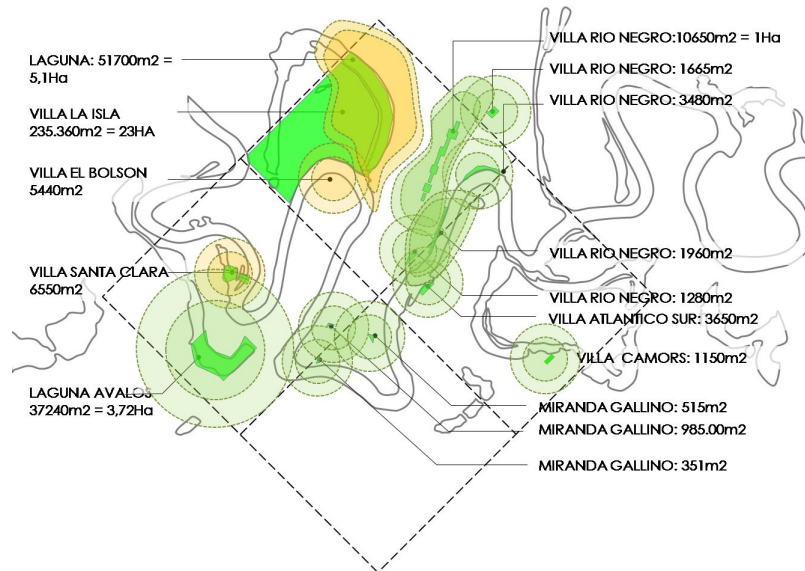 LAGUNA: 51700m2 =
5,1Ha
VILLA LA ISLA
235.360m2 = 23HA
VILLA EL BOLSON
5440m2
VILLA SANTA CLARA
6550m2
LAGUNA AVALOS
37240m2 = 3,72Ha
VILLA RIO NEGRO:10650m2 = 1Ha
VILLA RIO NEGRO: 1665m2
VILLA RIO NEGRO: 3480m2
VILLA RIO NEGRO: 1960m2
VILLA RIO NEGRO: 1280m2
VILLA ATLANTICO SUR: 3650m2
VILLA CAMORS: 1150m2
MIRANDA GALLINO: 515m2
MIRANDA GALLINO: 985.00m2
MIRANDA GALLINO: 351m2